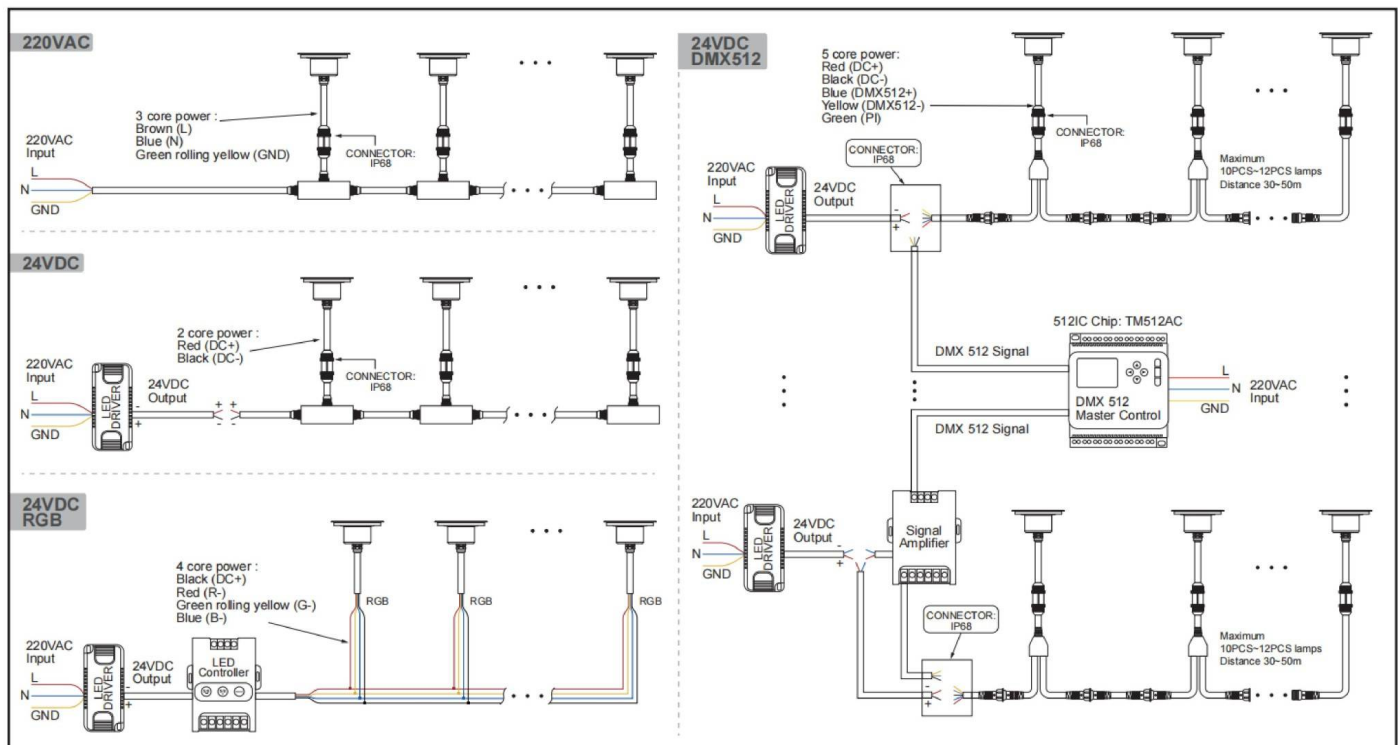 220VAC
3 core power :
Brown (L)
Blue (N)
Green rolling yellow (GND)
CONNECTOR:
IP68
220VAC
Input
L
N
GND
24VDC
2 core power :
Red (DC+)
Black (DC-)
CONNECTOR:
IP68
220VAC
Input
L
N
GND
LED
DRIVER
24VDC
Output
-
+
+ +
- -
24VDC
RGB
4 core power :
Black (DC+)
Red (R-)
Green rolling yellow (G-)
Blue (B-)
RGB
RGB
RGB
220VAC
Input
L
N
GND
LED
DRIVER
24VDC
Output
-
+
LED
Controller
24VDC
DMX512
5 core power:
Red (DC+)
Black (DC-)
Blue (DMX512+)
Yellow (DMX512-)
Green (PI)
CONNECTOR:
IP68
CONNECTOR:
IP68
220VAC
Input
L
N
GND
LED
DRIVER
24VDC
Output
-
+
Maximum
10PCS~12PCS lamps
Distance 30~50m
512IC Chip: TM512AC
DMX 512 Signal
DMX 512
Master Control
L
N
GND
220VAC
Input
DMX 512 Signal
220VAC
Input
L
N
GND
LED
DRIVER
24VDC
Output
-
+
Signal
Amplifier
CONNECTOR:
IP68
-
+
Maximum
10PCS~12PCS lamps
Distance 30~50m